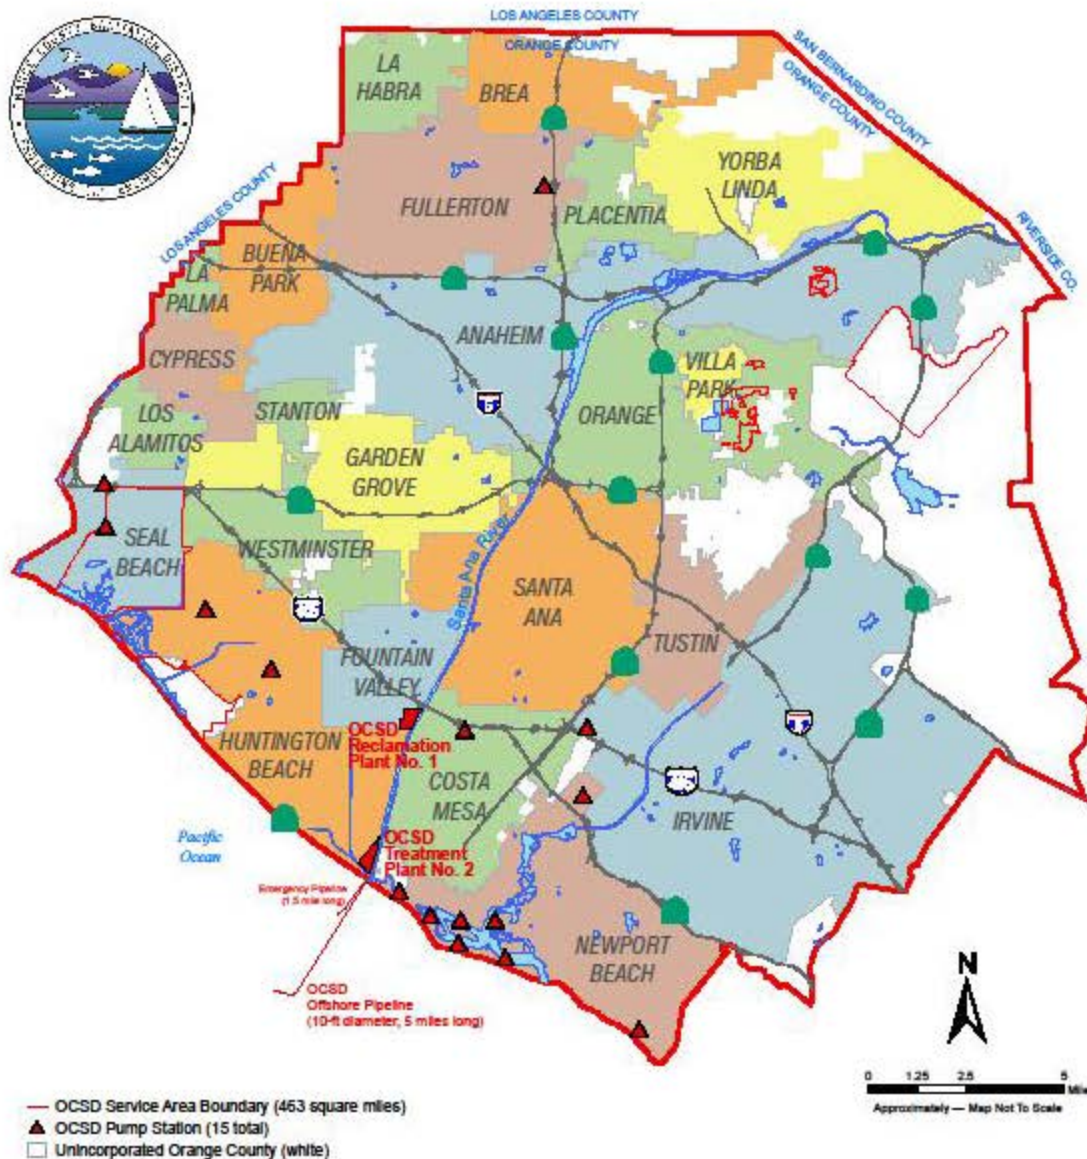 LOS ANGELES COUNTY
ORANGE COUNTY
SAN BERNARDINO COUNTY
ORANGE COUNTY
LA
HABRA
BREA
YORBA
LINDA
FULLERTON
PLACENTIA
LOS ANGELES COUNTY
RIVERSIDE CO.
BUENA
PARK
LA
PALMA
ANAHEIM
CYPRESS
VILLA
PARK
STANTON
ORANGE
LOS
ALAMITOS
GARDEN
GROVE
SEAL
BEACH
WESTMINSTER
Santa Ana River
SANTA
ANA
TUSTIN
FOUNTAIN
VALLEY
OCSD
Reclamation
Plant No. 1
HUNTINGTON
BEACH
COSTA
MESA
IRVINE
Pacific
Ocean
OCSD
Treatment
Plant No. 2
Emergency Pipeline
(1.5 mile long)
NEWPORT
BEACH
N
OCSD
Offshore Pipeline
(10-ft diameter, 5 miles long)
0 1.25 2.5 5
Miles
Approximately — Map Not To Scale
OCSD Service Area Boundary (463 square miles)
OCSD Pump Station (15 total)
Unincorporated Orange County (white)